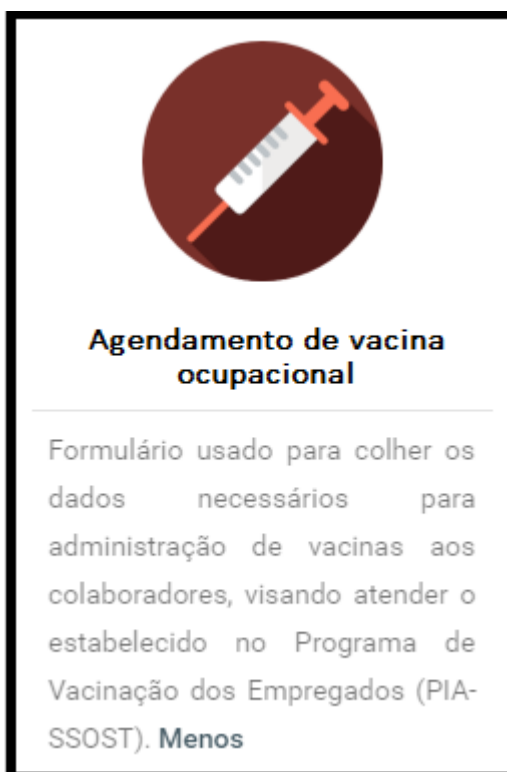 Agendamento de vacina
ocupacional
Formulário usado para colher os
dados necessários para
administração de vacinas aos
colaboradores, visando atender o
estabelecido no Programa de
Vacinação dos Empregados (PIA-
SSOST). Menos